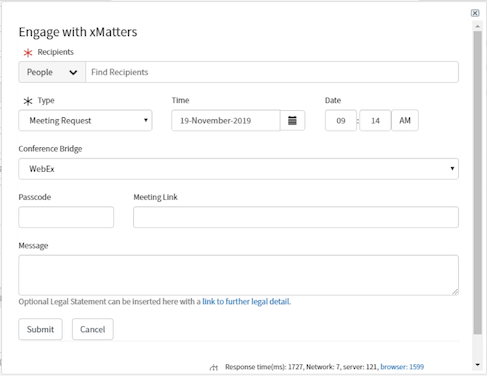 Engage with xMatters
Recipients
People Find Recipients
Type Time Date
Meeting Request 19-November-2019 09 : 14 AM
Conference Bridge
WebEx
Passcode Meeting Link
Message
Optional Legal Statement can be inserted here with a link to further legal detail.
Submit Cancel
Response time(ms): 1727, Network: 7, server: 121, browser: 1599